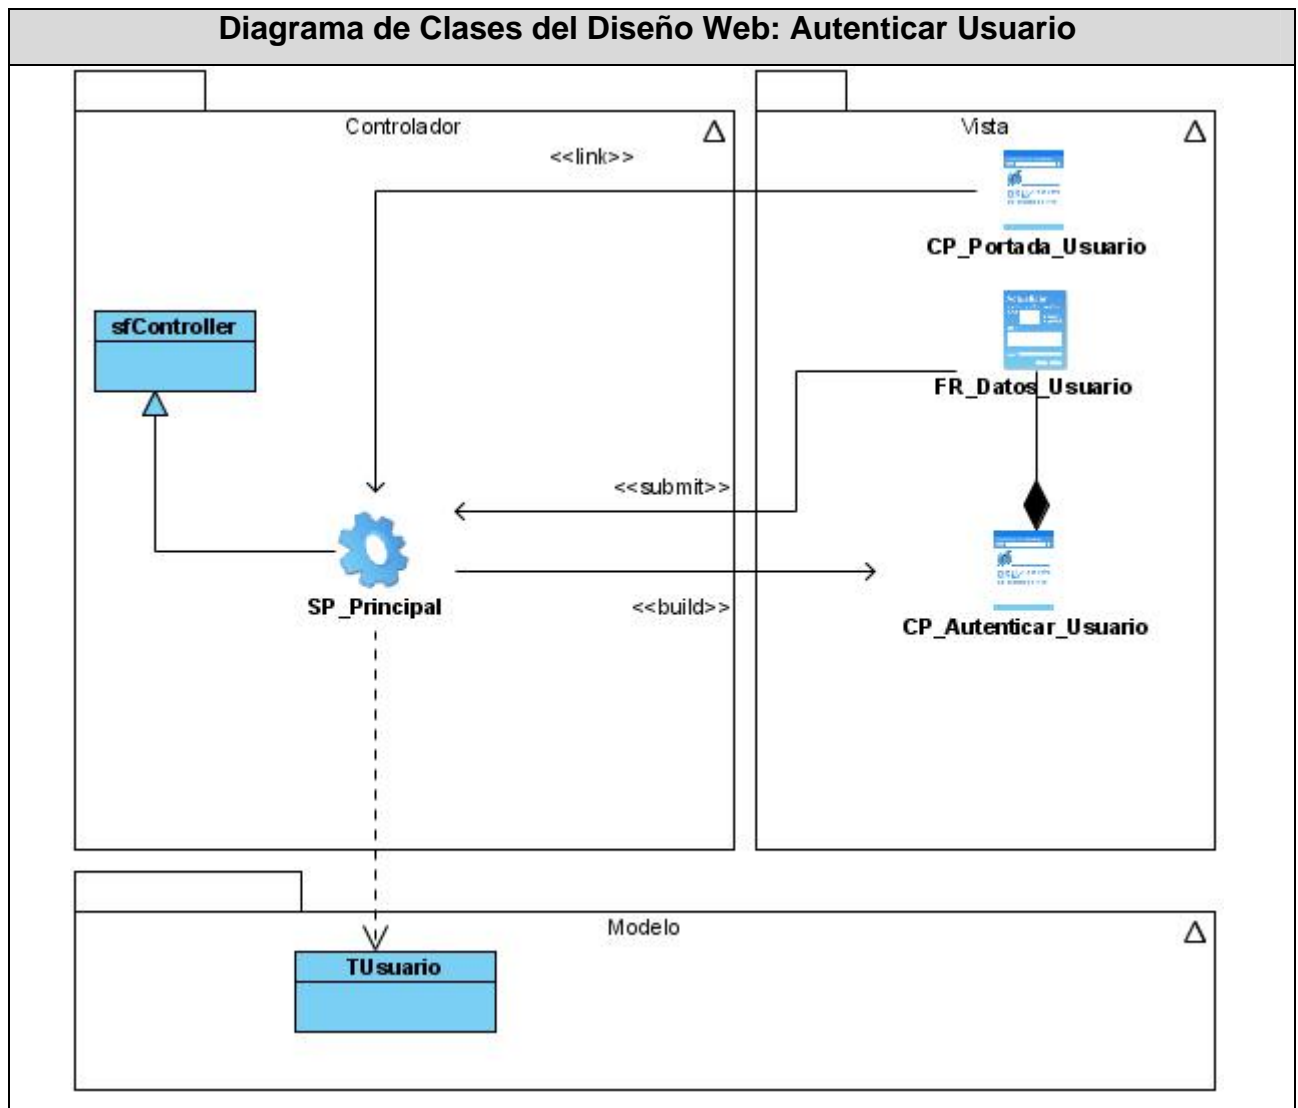 Diagrama de Clases del Diseño Web: Autenticar Usuario
Controlador
Vista
<<link>>
CP_Portada_Usuario
sfController
FR_Datos_Usuario
<<submit>>
SP_Principal
<<build>>
CP_Autenticar_Usuario
Modelo
TUsuario